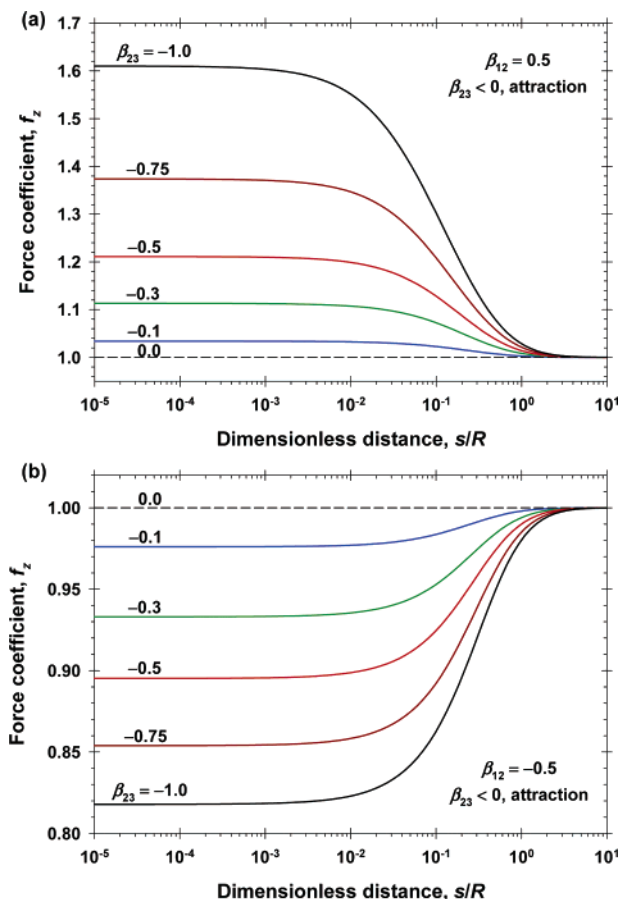 (a)
1.7
1.6
1.5
1.4
1.3
1.2
1.1
1.0
Force coefficient, f_z
β₂₃ = −1.0
−0.75
−0.5
−0.3
−0.1
0.0
β₁₂ = 0.5
β₂₃ < 0, attraction
10⁻⁵ 10⁻⁴ 10⁻³ 10⁻² 10⁻¹ 10⁰ 10¹
Dimensionless distance, s/R
(b)
1.00
0.95
0.90
0.85
0.80
Force coefficient, f_z
0.0
−0.1
−0.3
−0.5
−0.75
β₂₃ = −1.0
β₁₂ = −0.5
β₂₃ < 0, attraction
10⁻⁵ 10⁻⁴ 10⁻³ 10⁻² 10⁻¹ 10⁰ 10¹
Dimensionless distance, s/R